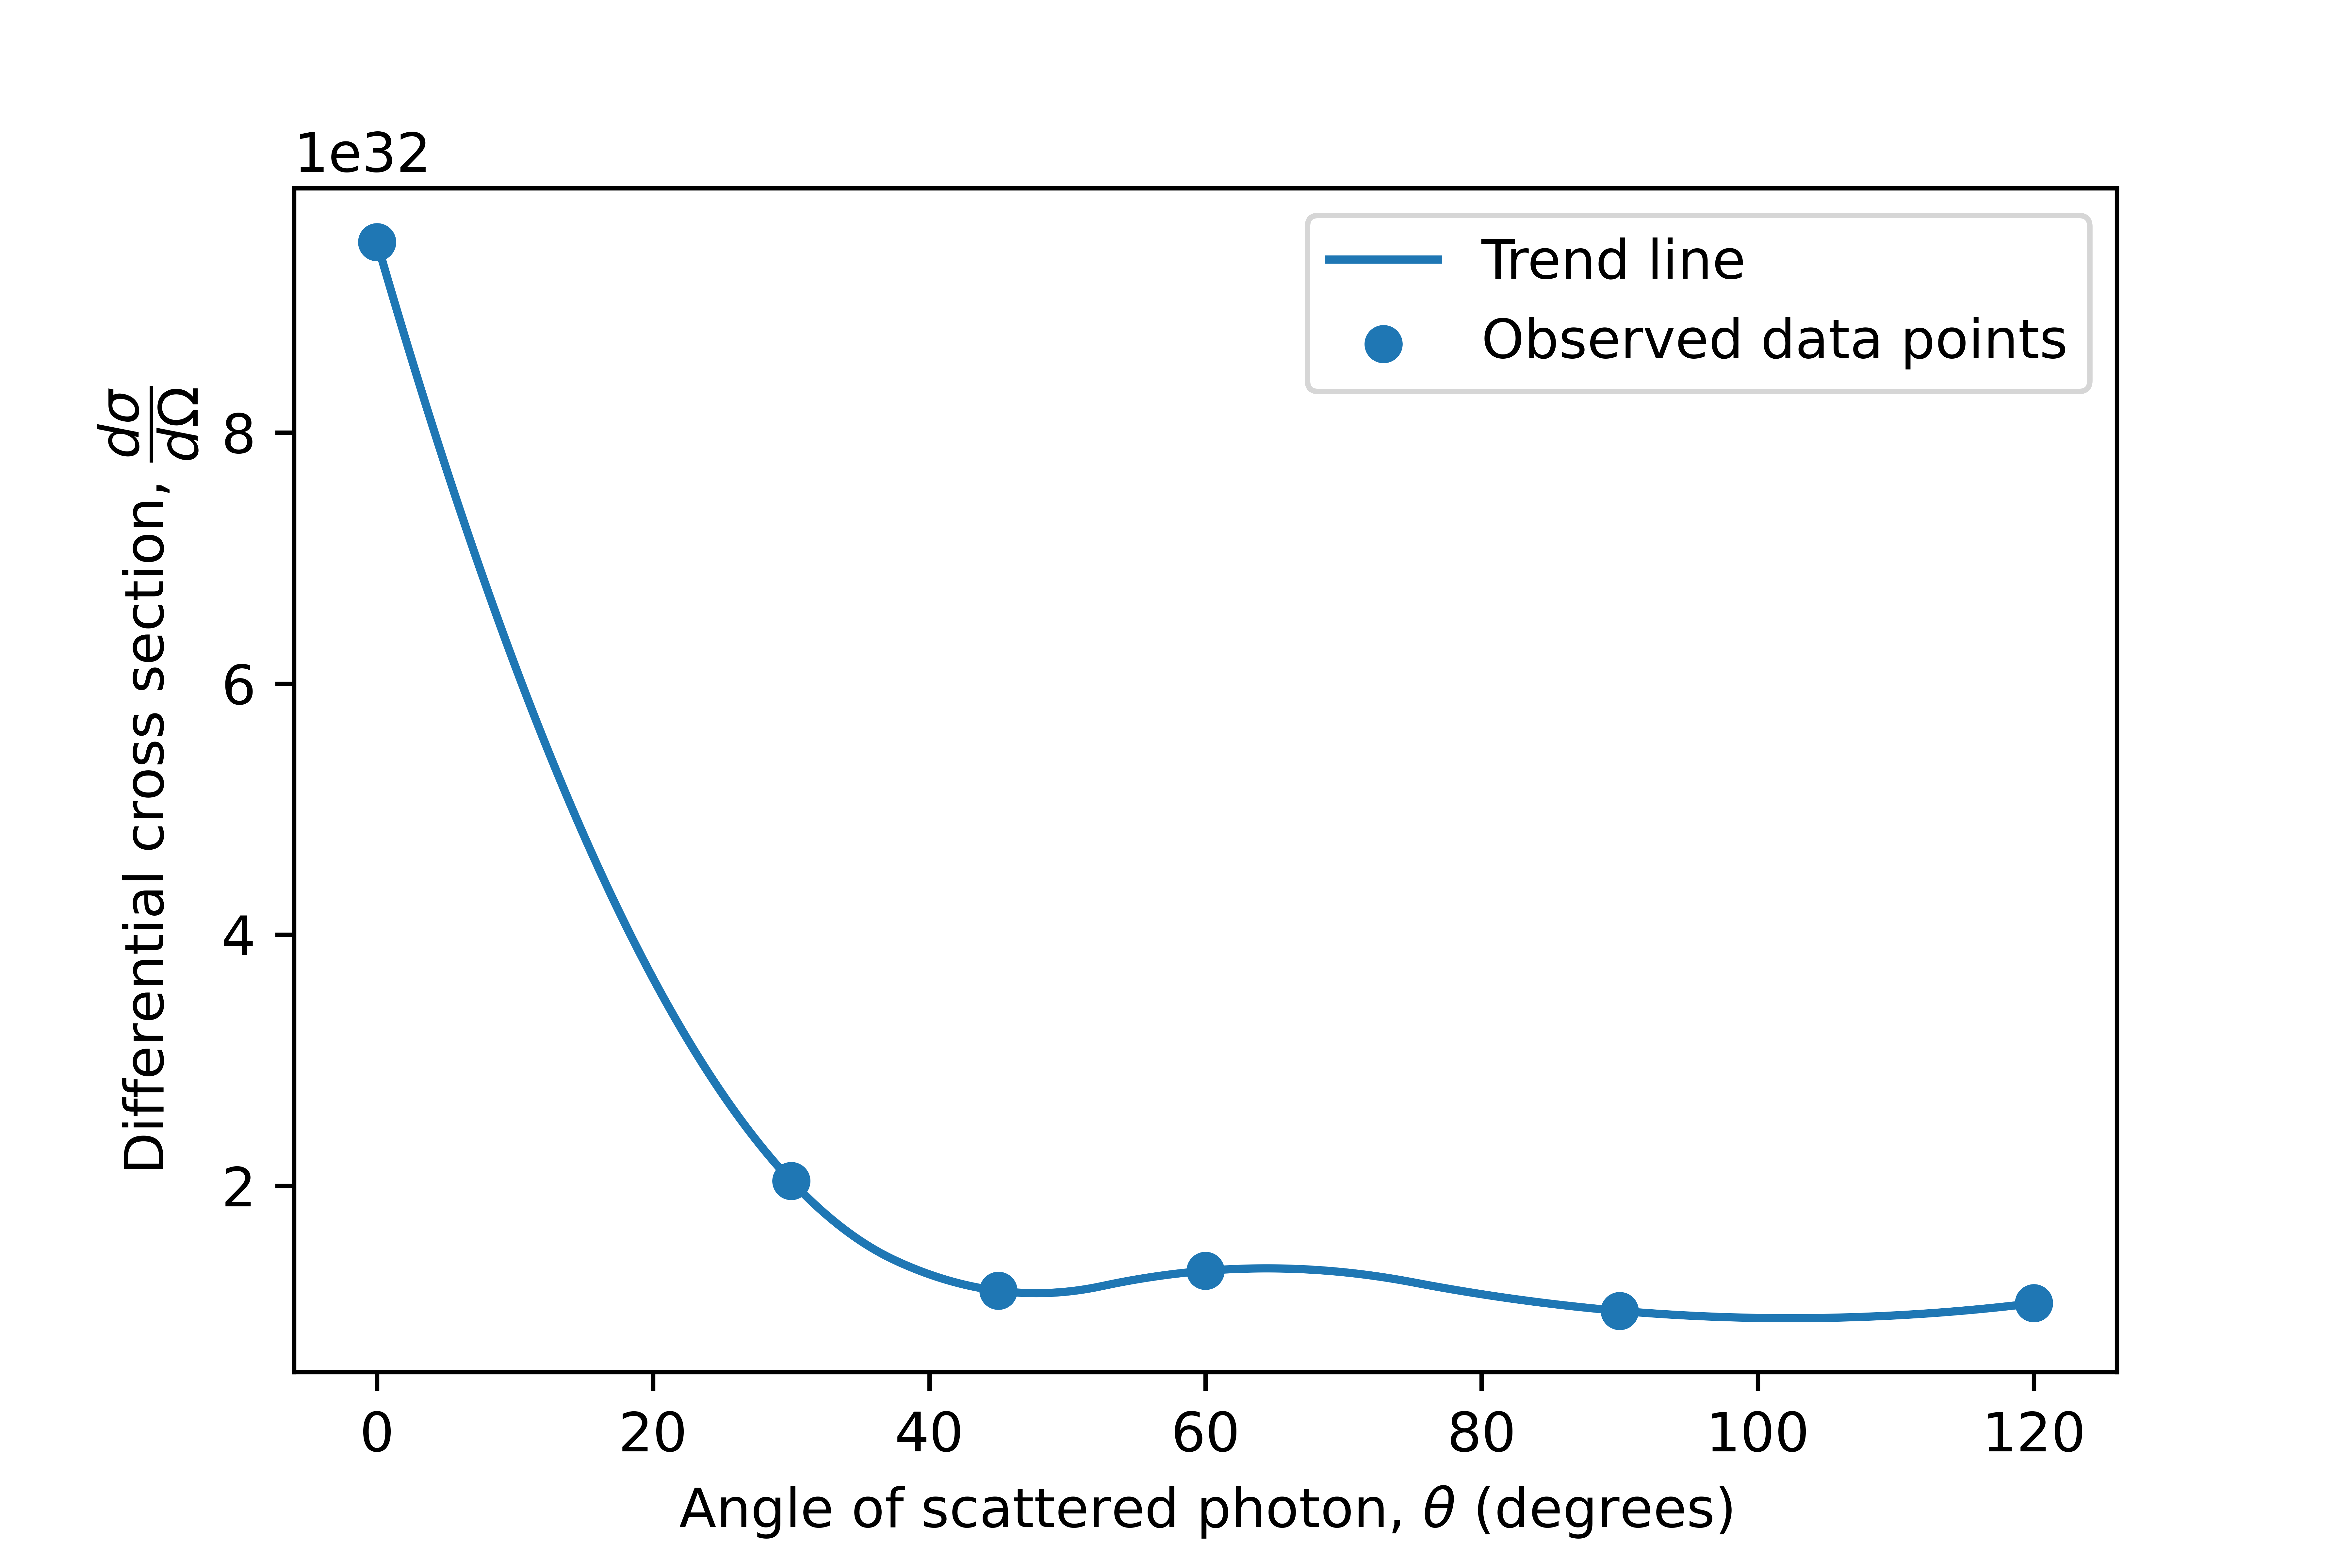 1e32
Trend line
Observed data points
Differential cross section, dσ/dΩ
8
6
4
2
0 20 40 60 80 100 120
Angle of scattered photon, θ (degrees)